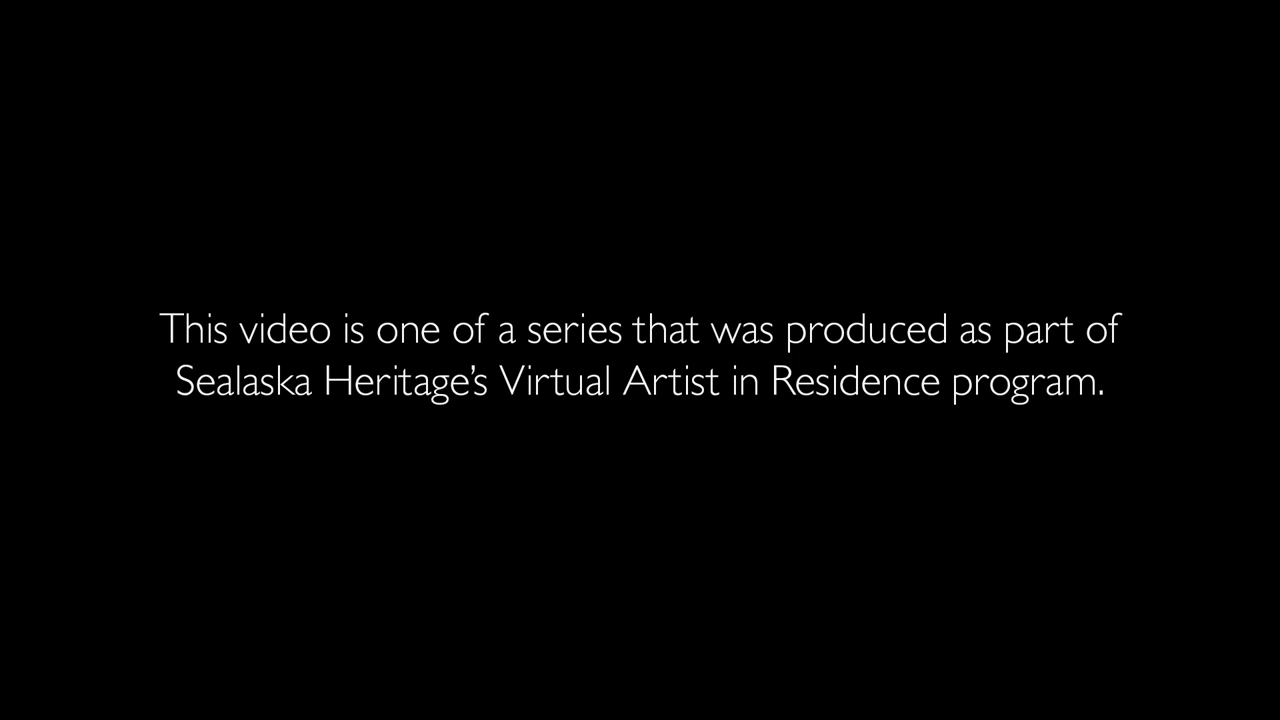 This video is one of a series that was produced as part of
Sealaska Heritage’s Virtual Artist in Residence program.